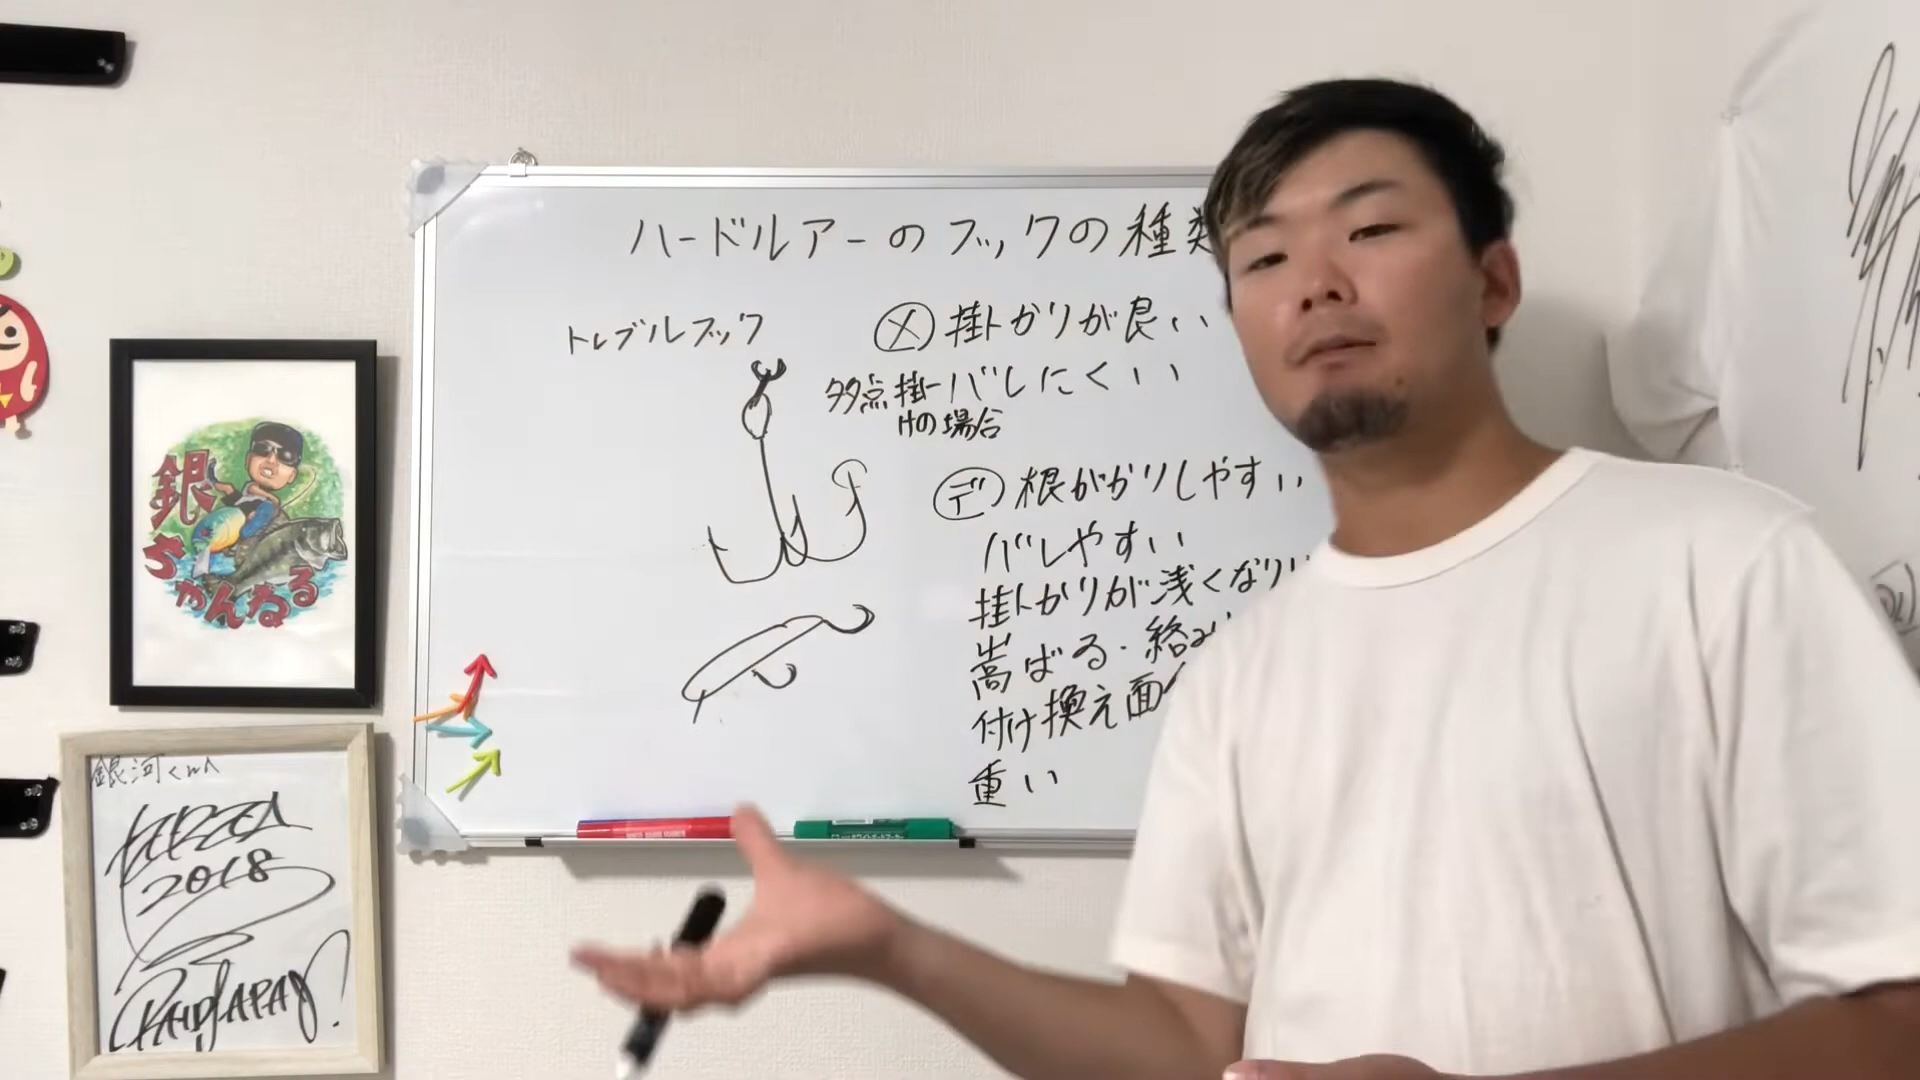 ハードルアーのフックの種類
トレブルフック
メ 掛かりが良い
多点掛けの場合
バレにくい
デ 根がかりしやすい
バレやすい
掛かりが浅くなり
嵩ばる・絡み
付け換え面
重い
銀ちゃんねる
銀河くん
2018
RAIDJAPAN!